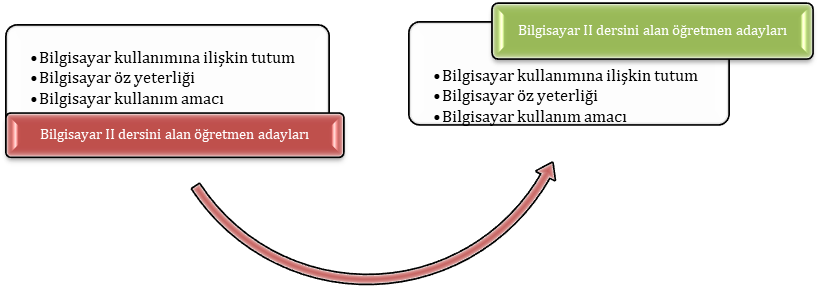 • Bilgisayar kullanımına ilişkin tutum
• Bilgisayar öz yeterliği
• Bilgisayar kullanım amacı
Bilgisayar II dersini alan öğretmen adayları
Bilgisayar II dersini alan öğretmen adayları
• Bilgisayar kullanımına ilişkin tutum
• Bilgisayar öz yeterliği
• Bilgisayar kullanım amacı